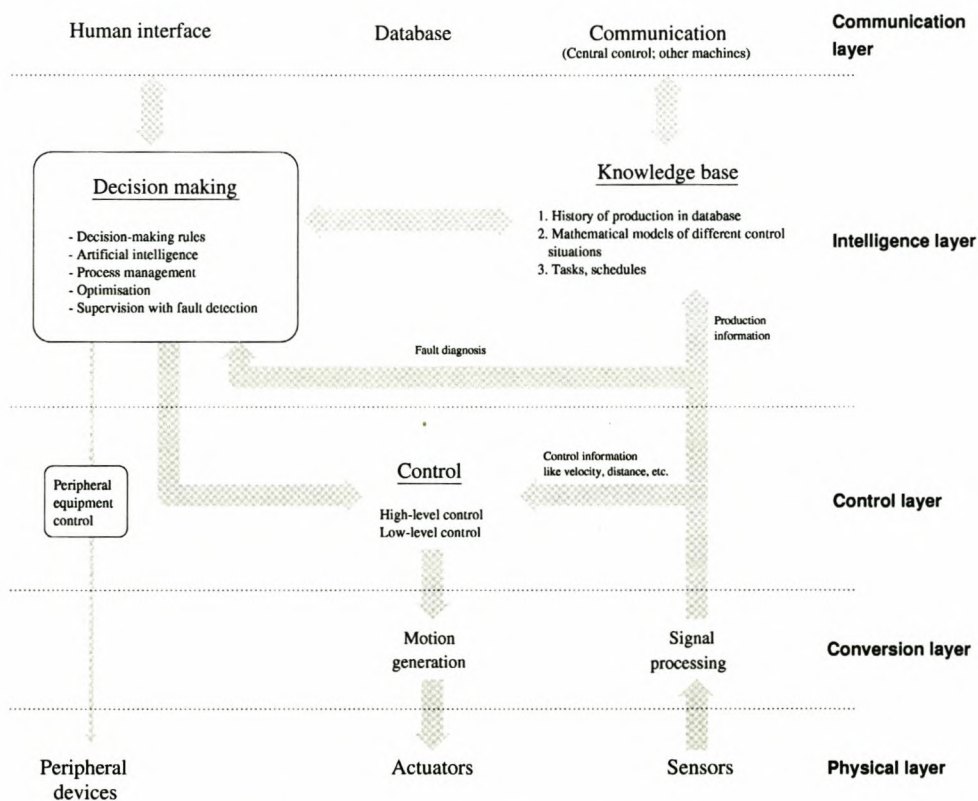 Human interface
Database
Communication
(Central control; other machines)
Communication
layer
Decision making
- Decision-making rules
- Artificial intelligence
- Process management
- Optimisation
- Supervision with fault detection
Knowledge base
1. History of production in database
2. Mathematical models of different control
situations
3. Tasks, schedules
Intelligence layer
Production
information
Fault diagnosis
Peripheral
equipment
control
Control
High-level control
Low-level control
Control information
like velocity, distance, etc.
Control layer
Motion
generation
Signal
processing
Conversion layer
Peripheral
devices
Actuators
Sensors
Physical layer